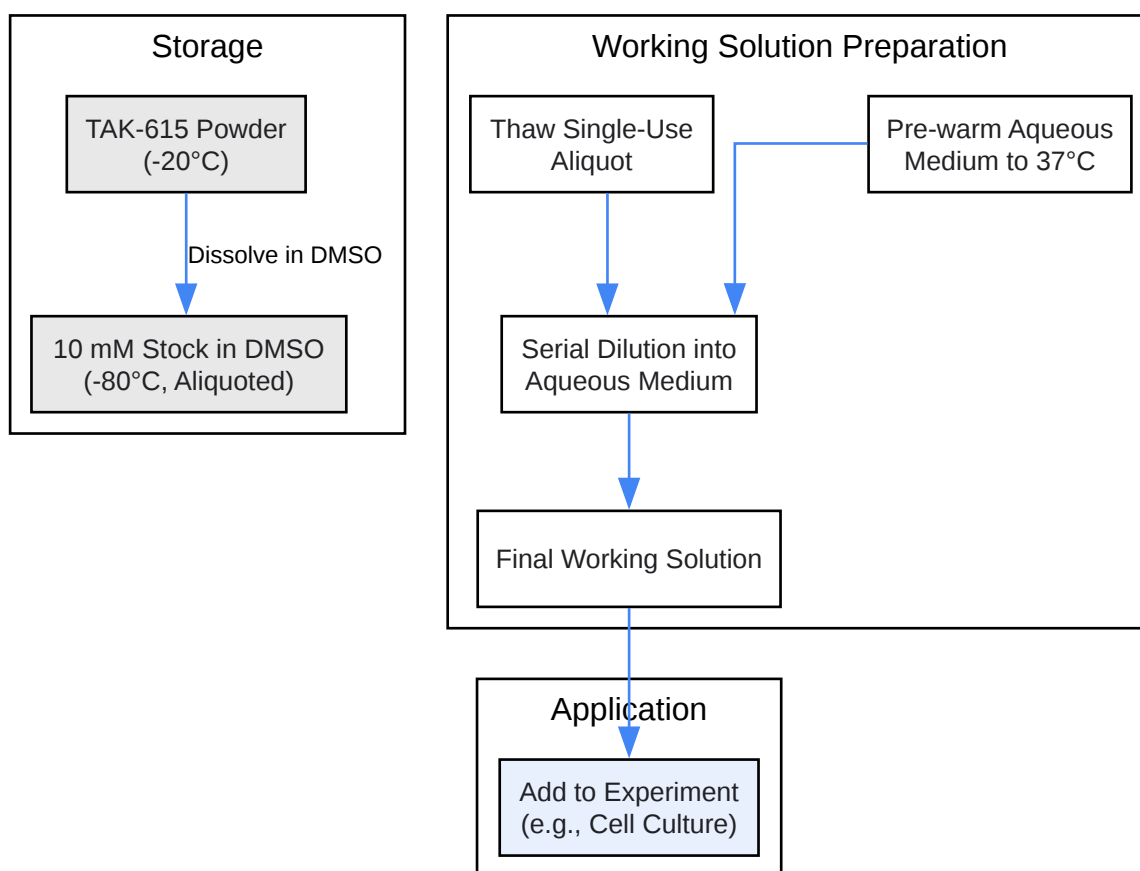 Storage
TAK-615 Powder
(-20°C)
Dissolve in DMSO
10 mM Stock in DMSO
(-80°C, Aliquoted)
Working Solution Preparation
Thaw Single-Use
Aliquot
Pre-warm Aqueous
Medium to 37°C
Serial Dilution into
Aqueous Medium
Final Working Solution
Application
Add to Experiment
(e.g., Cell Culture)